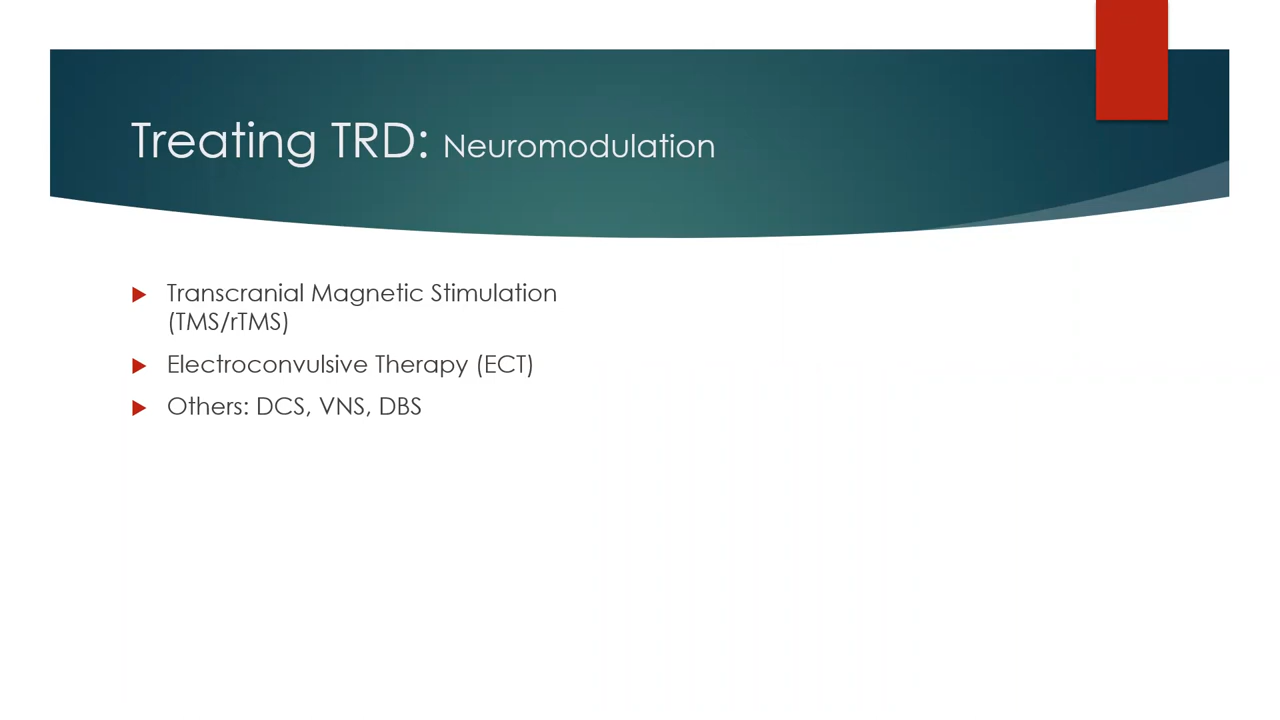 Treating TRD: Neuromodulation
Transcranial Magnetic Stimulation
(TMS/rTMS)
Electroconvulsive Therapy (ECT)
Others: DCS, VNS, DBS